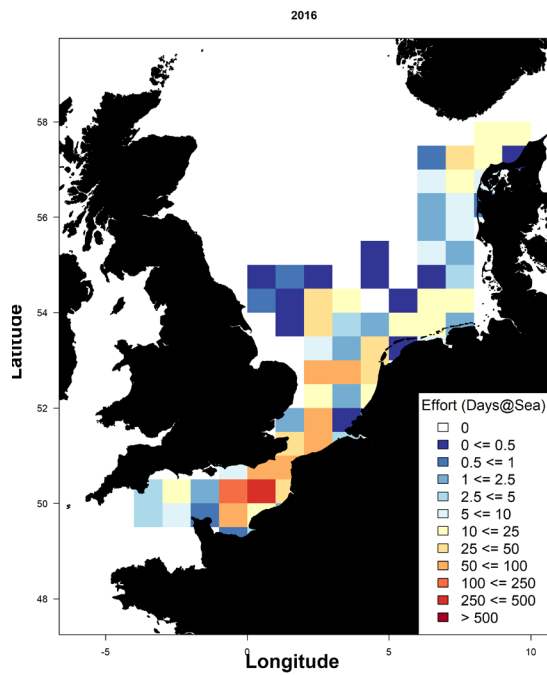 2016
58
56
54
52
50
48
Latitude
Effort (Days@Sea)
0
0 <= 0.5
0.5 <= 1
1 <= 2.5
2.5 <= 5
5 <= 10
10 <= 25
25 <= 50
50 <= 100
100 <= 250
250 <= 500
> 500
-5
0
5
10
Longitude